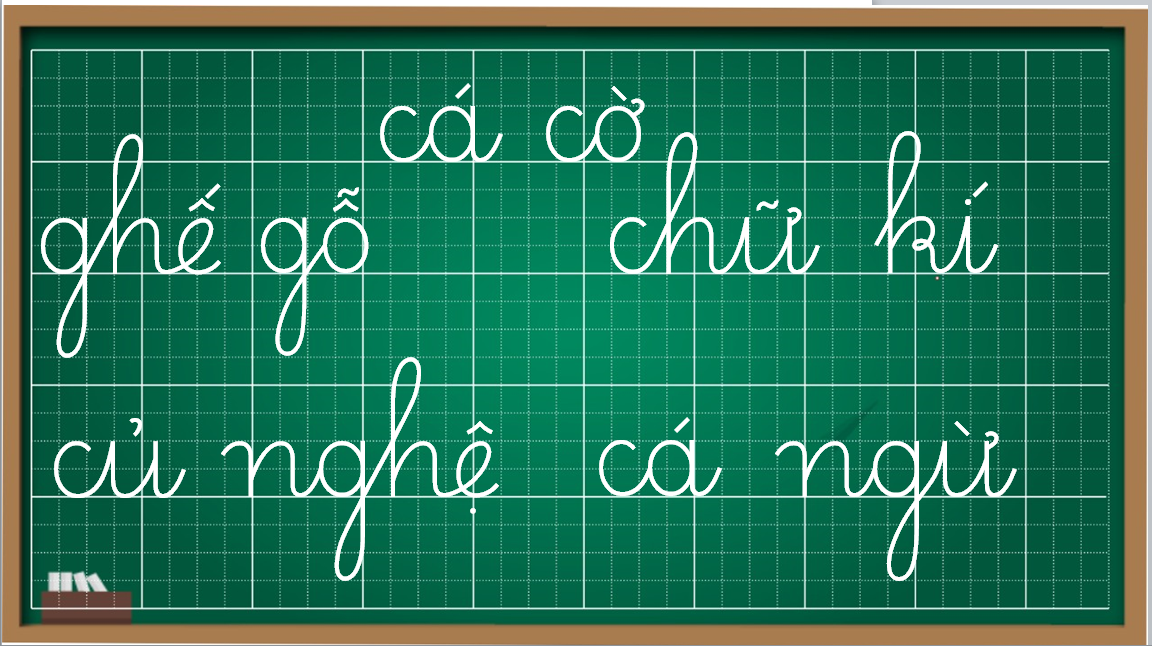 cá cờ
ghế gỗ chữ kí
củ nghệ cá ngừ